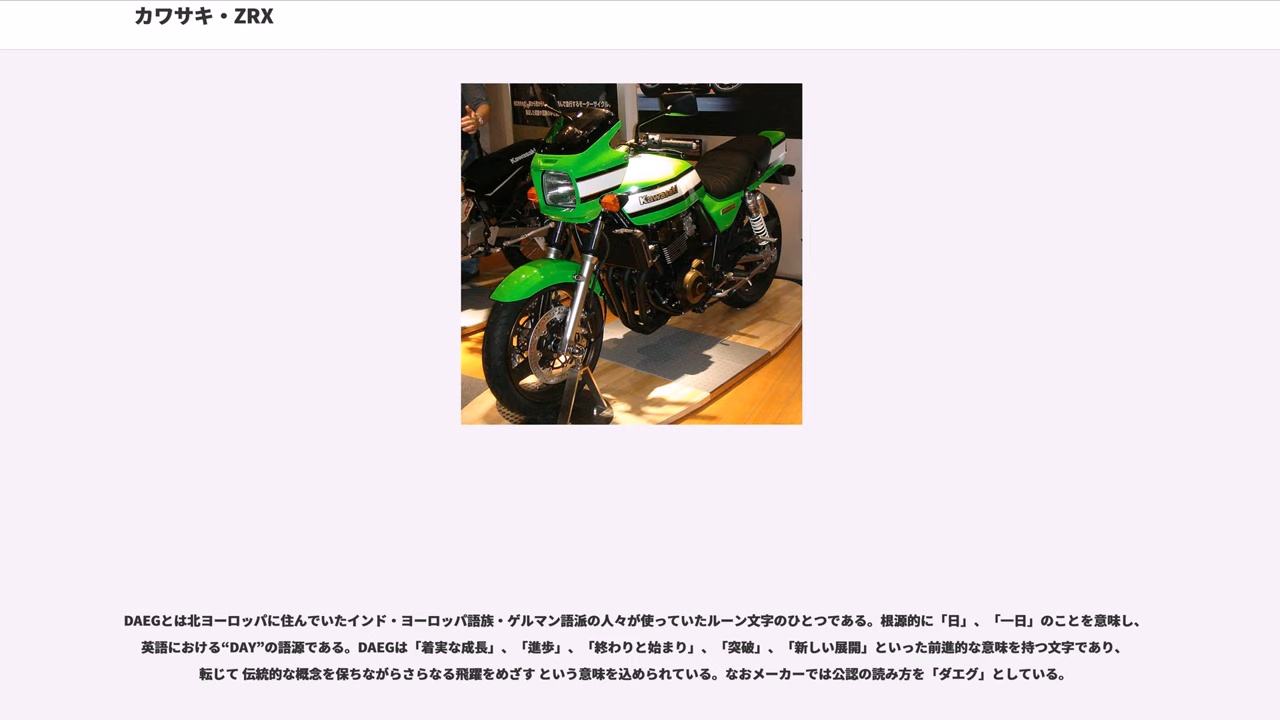 カワサキ・ZRX
Kawasaki
Kawasaki
DAEGとは北ヨーロッパに住んでいたインド・ヨーロッパ語族・ゲルマン語派の人々が使っていたルーン文字のひとつである。根源的に「日」、「一日」のことを意味し、
英語における“DAY”の語源である。DAEGは「着実な成長」、「進歩」、「終わりと始まり」、「突破」、「新しい展開」といった前進的な意味を持つ文字であり、
転じて 伝統的な概念を保ちながらさらなる飛躍をめざす という意味を込められている。なおメーカーでは公認の読み方を「ダエグ」としている。